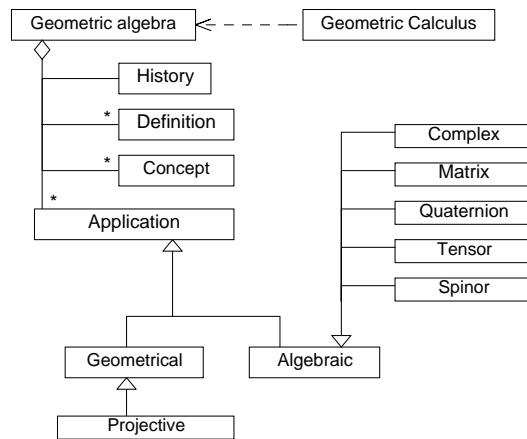 Geometric algebra
Geometric Calculus
History
* Definition
* Concept
*
Application
Complex
Matrix
Quaternion
Tensor
Spinor
Geometrical
Algebraic
Projective